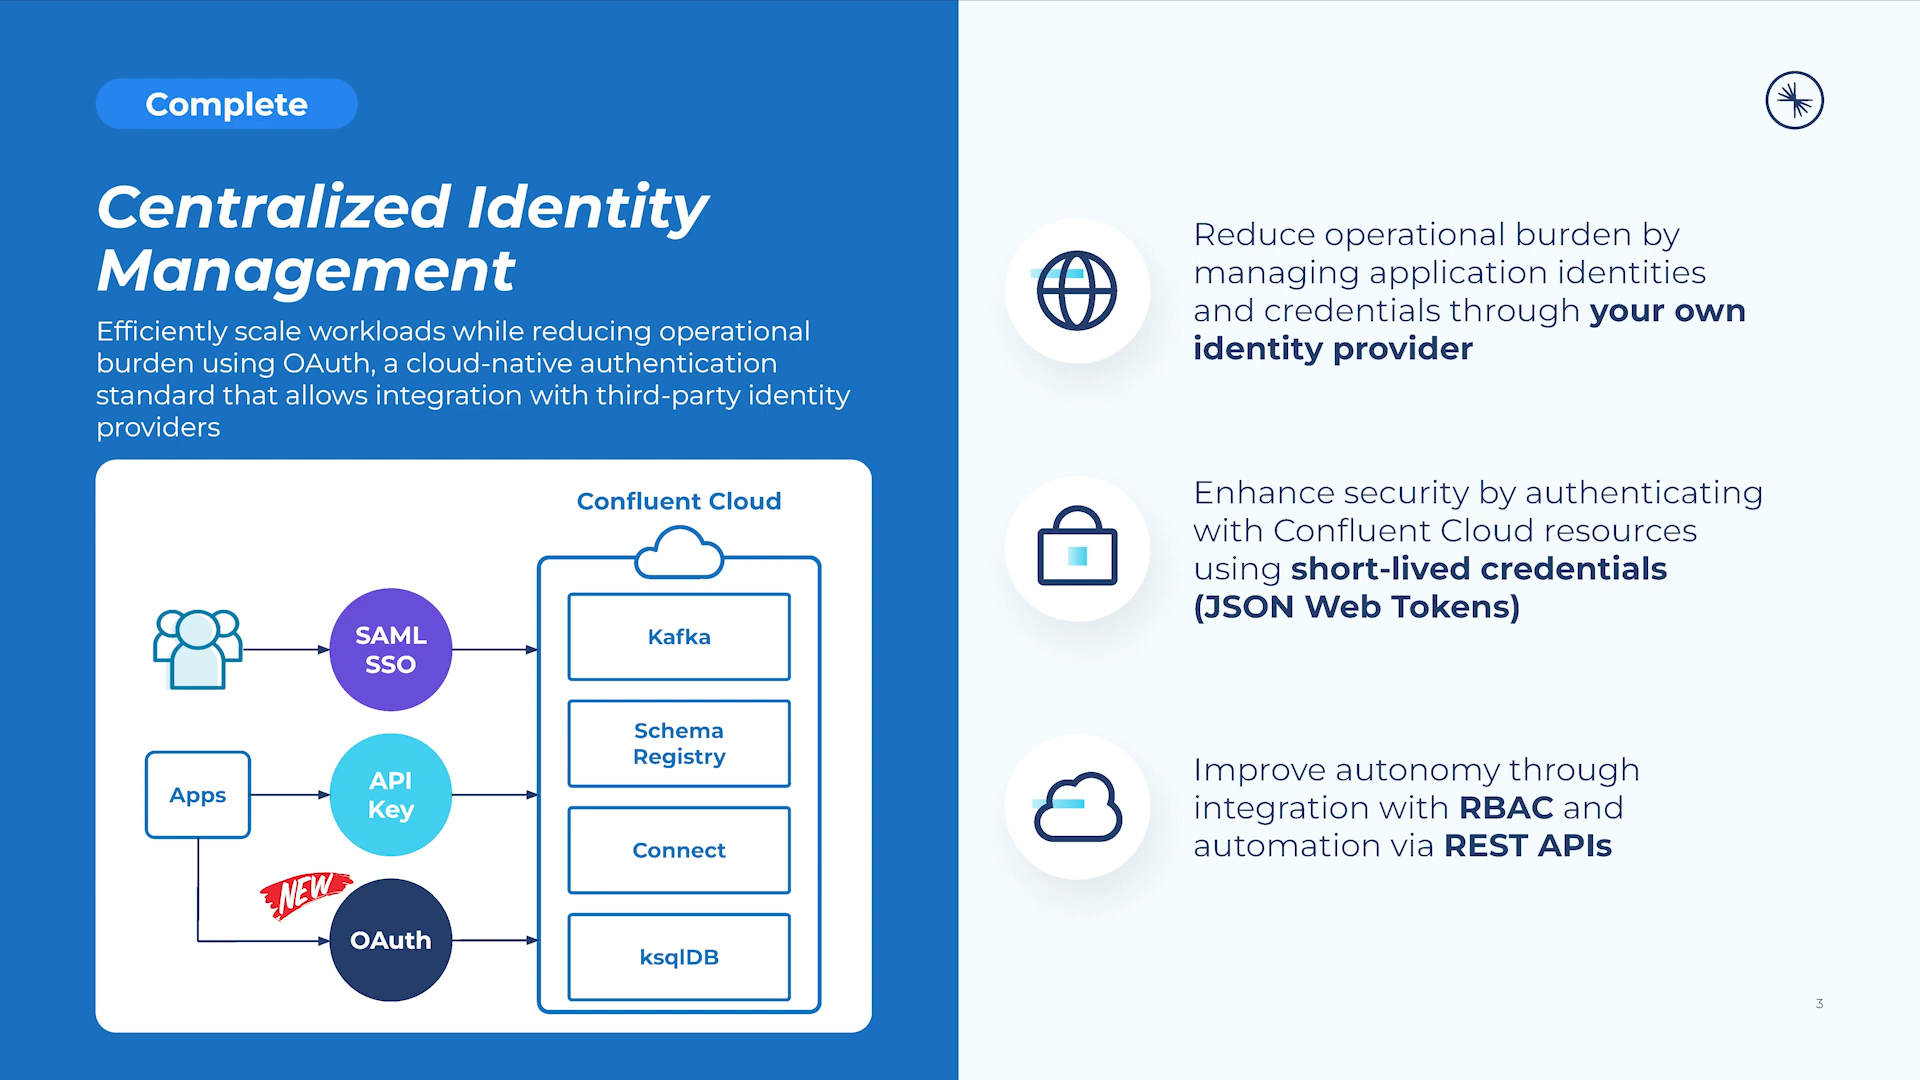 Complete
Centralized Identity
Management
Efficiently scale workloads while reducing operational
burden using OAuth, a cloud-native authentication
standard that allows integration with third-party identity
providers
Confluent Cloud
SAML
SSO
Kafka
Schema
Registry
Apps
API
Key
Connect
NEW
OAuth
ksqlDB
Reduce operational burden by
managing application identities
and credentials through your own
identity provider
Enhance security by authenticating
with Confluent Cloud resources
using short-lived credentials
(JSON Web Tokens)
Improve autonomy through
integration with RBAC and
automation via REST APIs
3